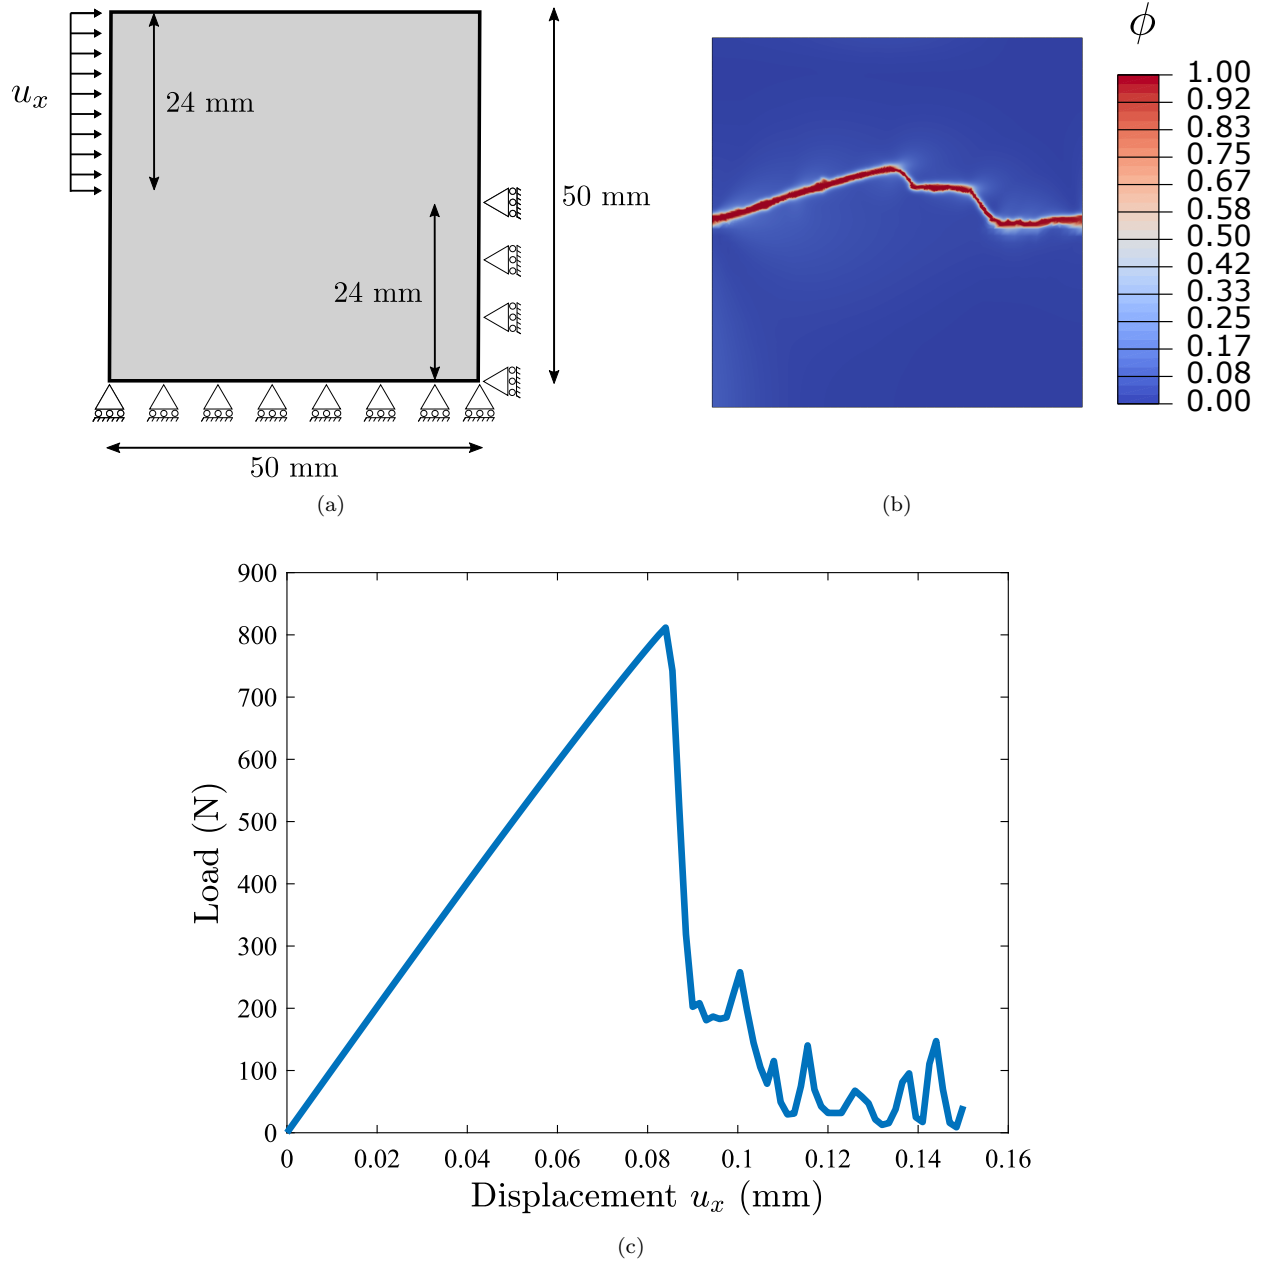 u_x
24 mm
50 mm
24 mm
50 mm
(a)
ϕ
1.00
0.92
0.83
0.75
0.67
0.58
0.50
0.42
0.33
0.25
0.17
0.08
0.00
(b)
900
800
700
600
500
400
300
200
100
0
Load (N)
0 0.02 0.04 0.06 0.08 0.1 0.12 0.14 0.16
Displacement u_x (mm)
(c)